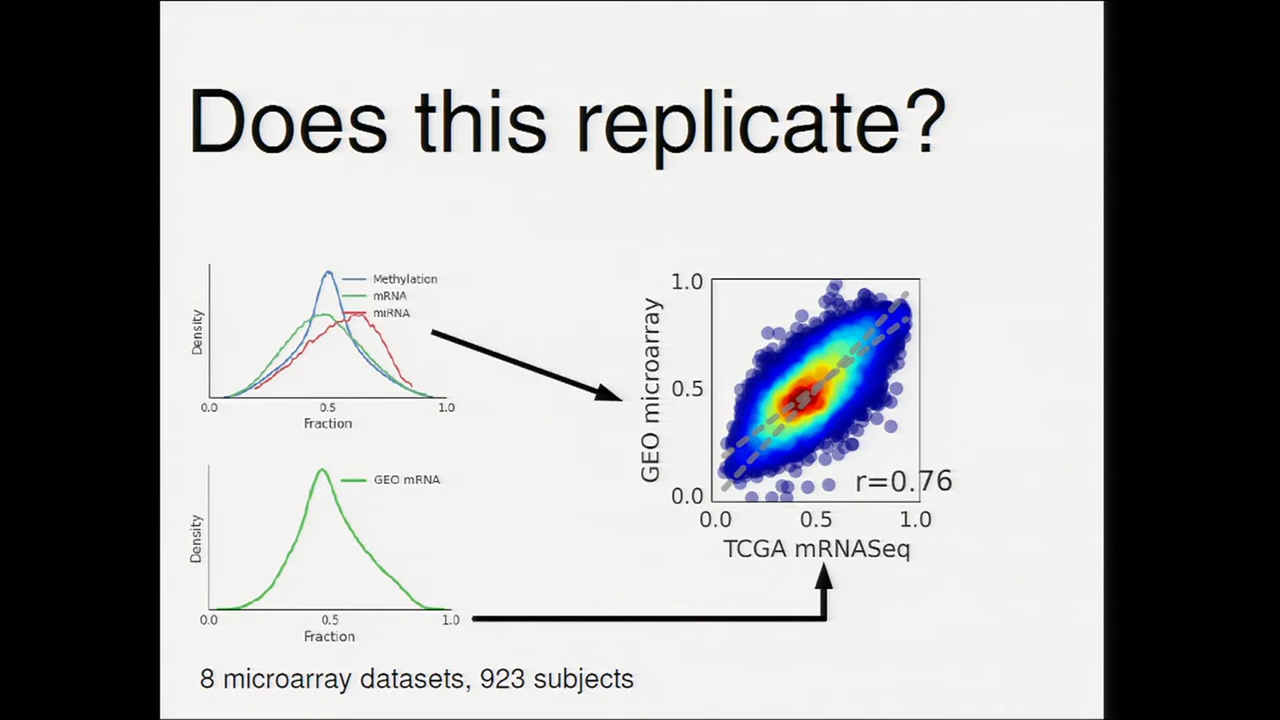 Does this replicate?
Density
Methylation
mRNA
miRNA
0.0 0.5 1.0
Fraction
Density
GEO mRNA
0.0 0.5 1.0
Fraction
GEO microarray
1.0
0.5
0.0
r=0.76
0.0 0.5 1.0
TCGA mRNASeq
8 microarray datasets, 923 subjects